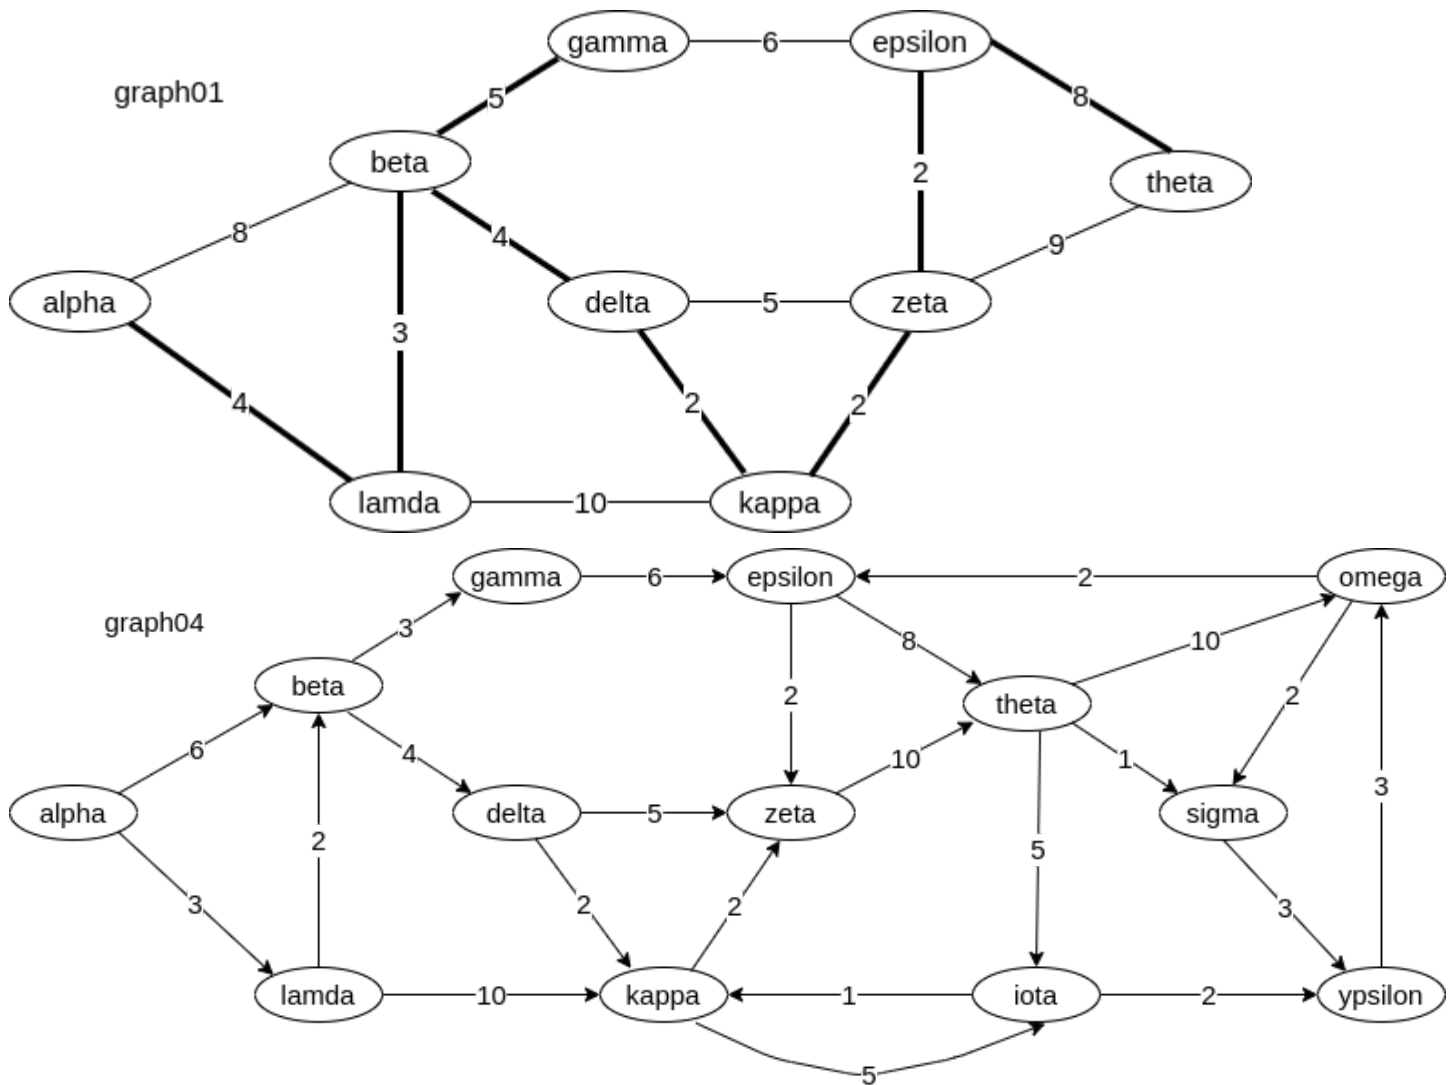 gamma 6 epsilon
graph01 5 8
beta 2 theta
8 4 9
alpha 3 delta 5 zeta
4 2 2
lamda 10 kappa
gamma 6 epsilon 2 omega
graph04 3 8 10
beta 2 theta 2
6 4 10 1 3
alpha 2 delta 5 zeta 5 sigma
3 2 2 3
lamda 10 kappa 1 iota 2 ypsilon
5